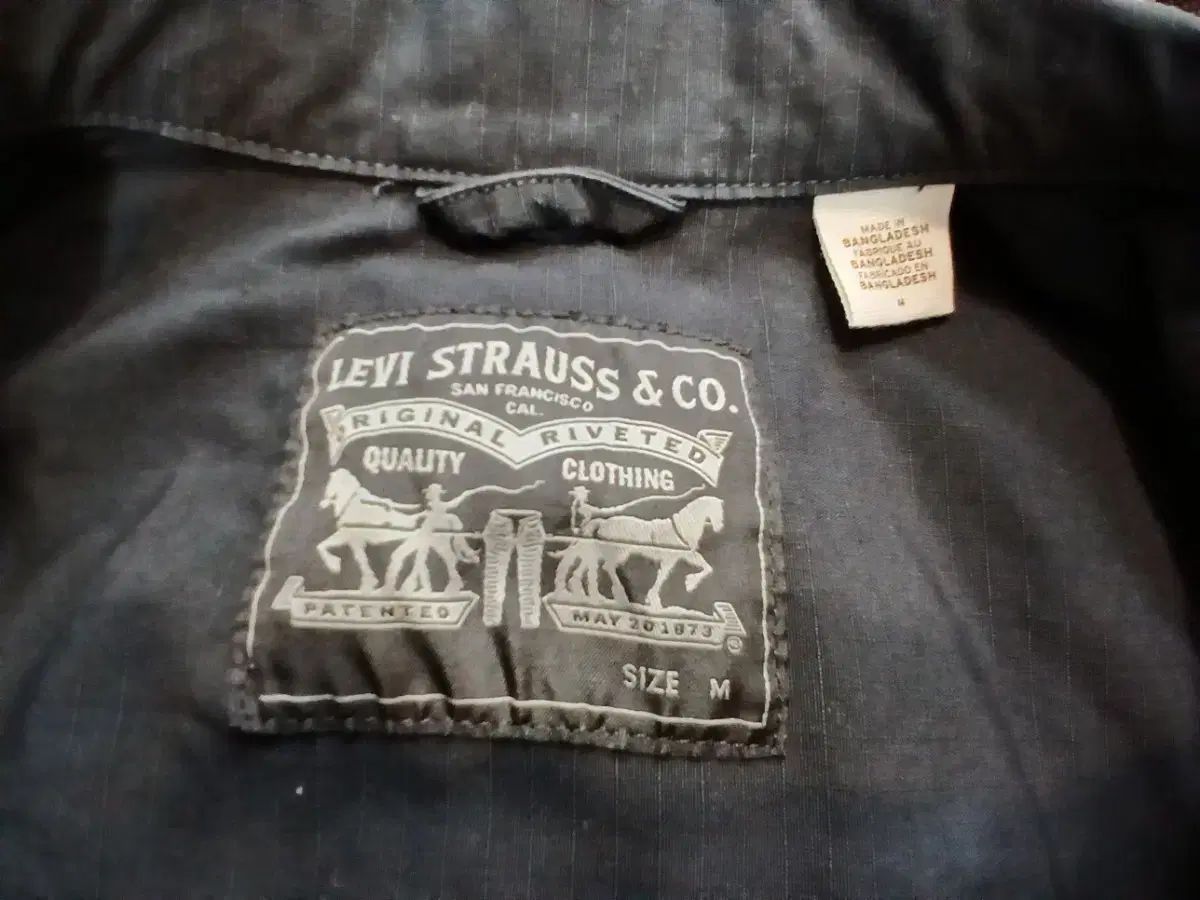 LEVI STRAUSS & CO.
SAN FRANCISCO
CAL.
ORIGINAL RIVETED
QUALITY CLOTHING
PATENTED MAY 20 1873
®
SIZE M
MADE IN
BANGLADESH
FABRIQUE AU
BANGLADESH
FABRICADO EN
BANGLADESH
M